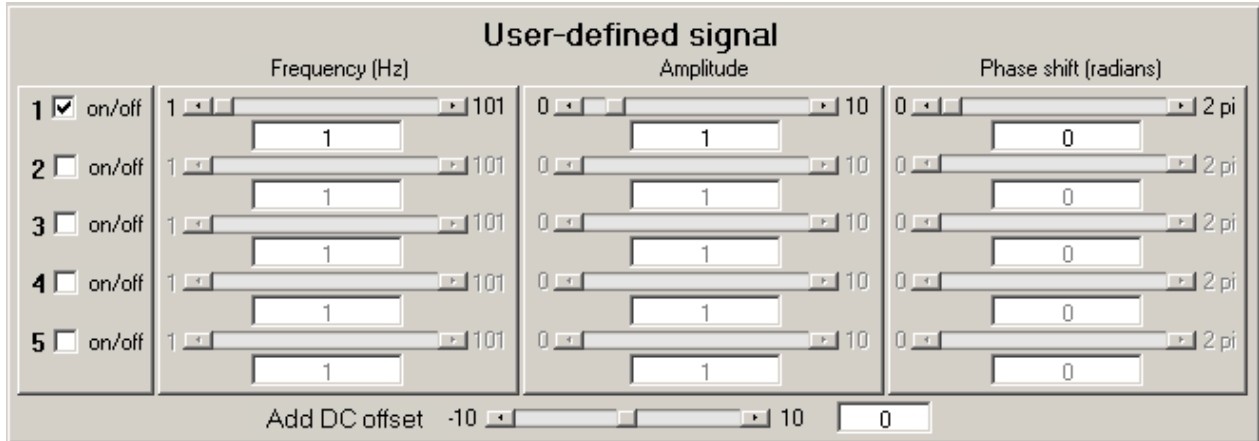 User-defined signal
Frequency (Hz) Amplitude Phase shift (radians)
1 on/off 1 101 0 10 0 2 pi
1 1 0
2 on/off 1 101 0 10 0 2 pi
1 1 0
3 on/off 1 101 0 10 0 2 pi
1 1 0
4 on/off 1 101 0 10 0 2 pi
1 1 0
5 on/off 1 101 0 10 0 2 pi
1 1 0
Add DC offset -10 10 0